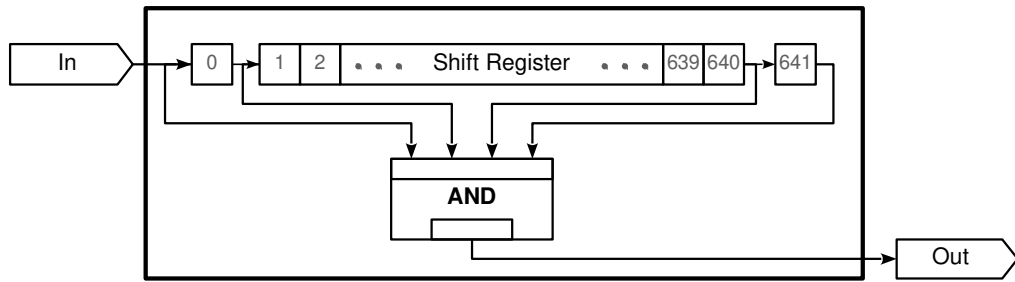 In
0
1 2 . . . Shift Register . . . 639 640
641
AND
Out